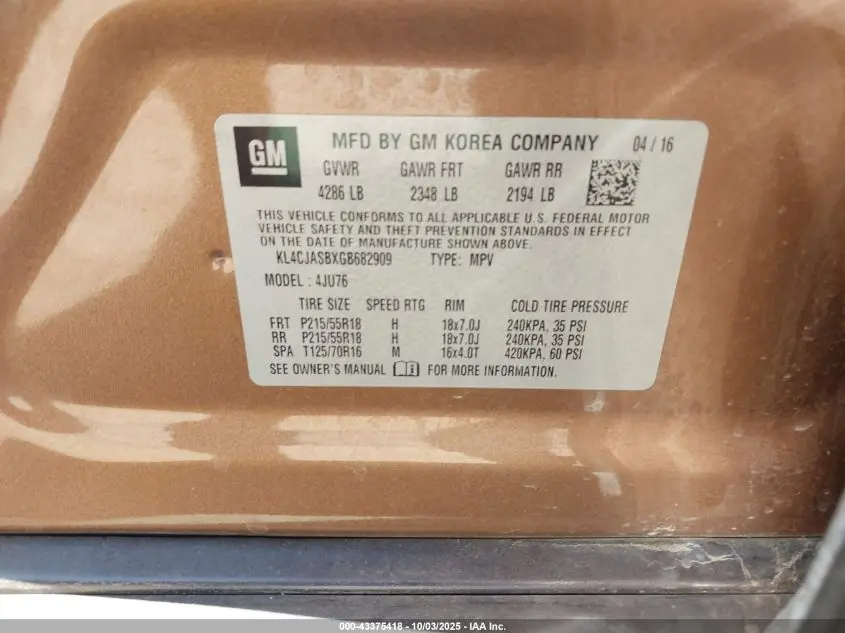 GM
MFD BY GM KOREA COMPANY 04 / 16
GVWR GAWR FRT GAWR RR
4286 LB 2348 LB 2194 LB
THIS VEHICLE CONFORMS TO ALL APPLICABLE U.S. FEDERAL MOTOR
VEHICLE SAFETY AND THEFT PREVENTION STANDARDS IN EFFECT
ON THE DATE OF MANUFACTURE SHOWN ABOVE.
KL4CJASBXGB682909 TYPE: MPV
MODEL : 4JU76
TIRE SIZE SPEED RTG RIM COLD TIRE PRESSURE
FRT P215/55R18 H 18x7.0J 240KPA, 35 PSI
RR P215/55R18 H 18x7.0J 240KPA, 35 PSI
SPA T125/70R16 M 16x4.0T 420KPA, 60 PSI
SEE OWNER'S MANUAL FOR MORE INFORMATION.
000-43375418 - 10/03/2025 - IAA Inc.